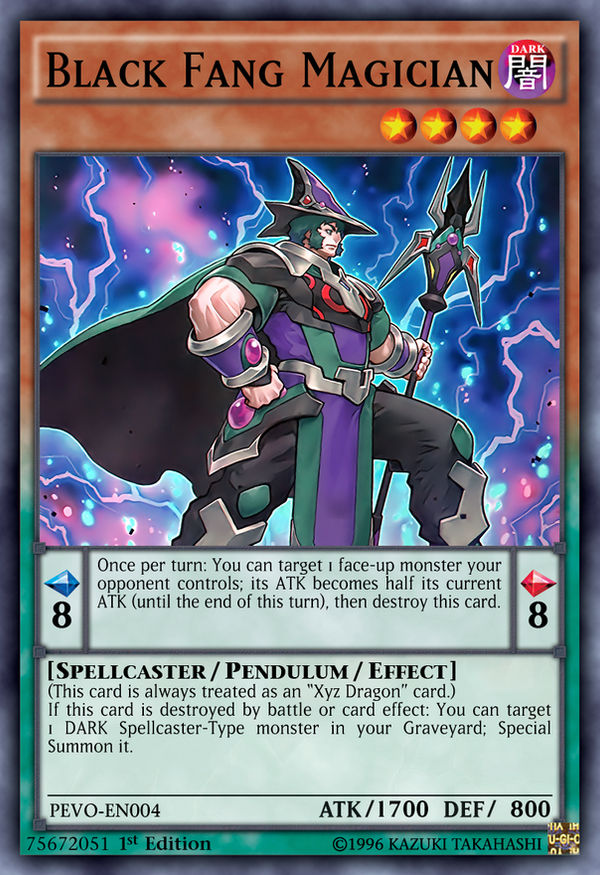 BLACK FANG MAGICIAN
DARK
闇
Once per turn: You can target 1 face-up monster your
opponent controls; its ATK becomes half its current
ATK (until the end of this turn), then destroy this card.
8
8
[SPELLCASTER / PENDULUM / EFFECT]
(This card is always treated as an "Xyz Dragon" card.)
If this card is destroyed by battle or card effect: You can target
1 DARK Spellcaster-Type monster in your Graveyard; Special
Summon it.
PEVO-EN004
ATK/1700 DEF/ 800
75672051 1st Edition
©1996 KAZUKI TAKAHASHI